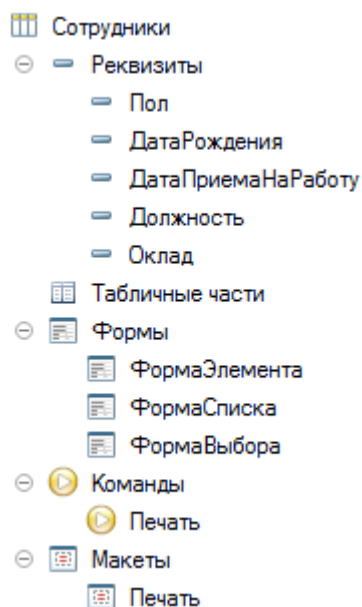 Сотрудники
Реквизиты
Пол
ДатаРождения
ДатаПриемаНаРаботу
Должность
Оклад
Табличные части
Формы
ФормаЭлемента
ФормаСписка
ФормаВыбора
Команды
Печать
Макеты
Печать